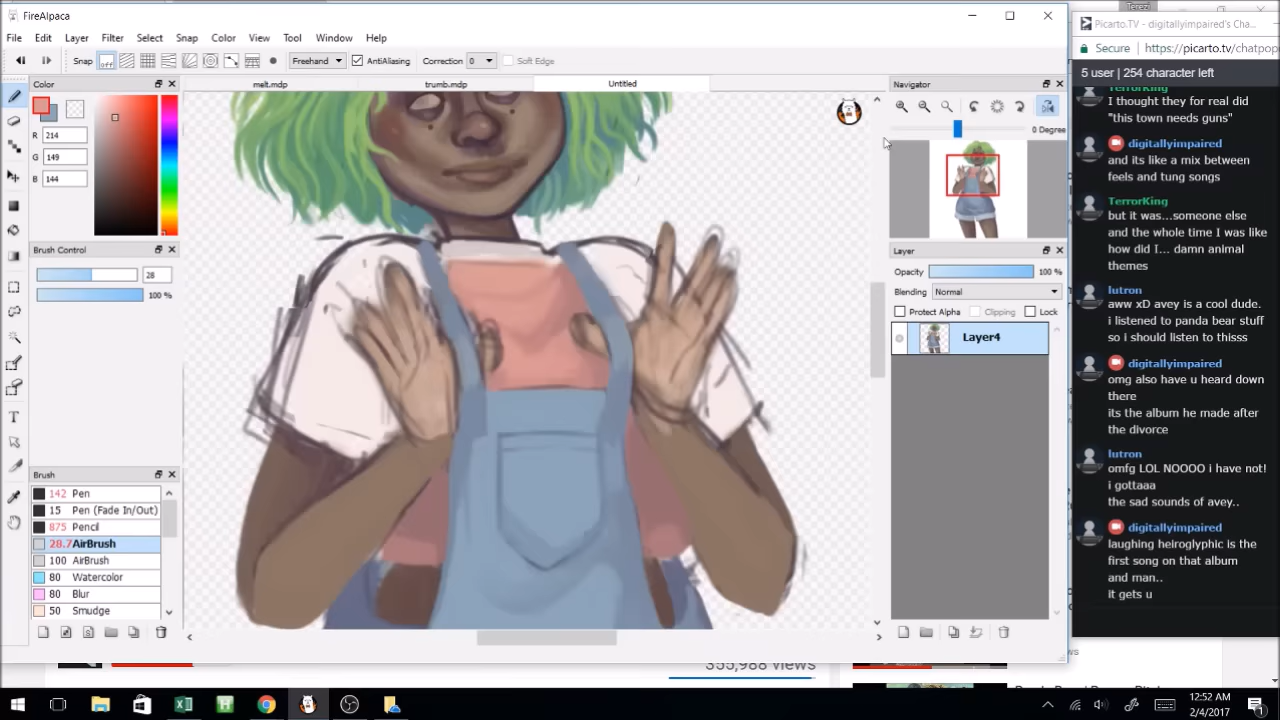 FireAlpaca
File Edit Layer Filter Select Snap Color View Tool Window Help
Snap off Freehand AntiAliasing Correction 0 Soft Edge
Color
melt.mdp trumb.mdp Untitled
R 214
G 149
B 144
Brush Control
28
100 %
Brush
142 Pen
15 Pen (Fade In/Out)
875 Pencil
28.7 AirBrush
100 AirBrush
80 Watercolor
80 Blur
50 Smudge
Navigator
0 Degree
Layer
Opacity 100 %
Blending Normal
Protect Alpha Clipping Lock
Layer4
355,988 views
Terezi
Picarto.TV - digitallyimpaired's Cha...
Secure https://picarto.tv/chatpop
5 user | 254 character left
TerrorKing
I thought they for real did
"this town needs guns"
digitallyimpaired
and its like a mix between
feels and tung songs
TerrorKing
but it was...someone else
and the whole time I was like
how did I... damn animal
themes
lutron
aww xD avey is a cool dude.
i listened to panda bear stuff
so i should listen to thisss
digitallyimpaired
omg also have u heard down
there
its the album he made after
the divorce
lutron
omfg LOL NOOOO i have not!
i gottaaa
the sad sounds of avey..
digitallyimpaired
laughing heiroglyphic is the
first song on that album
and man..
it gets u
12:52 AM
2/4/2017